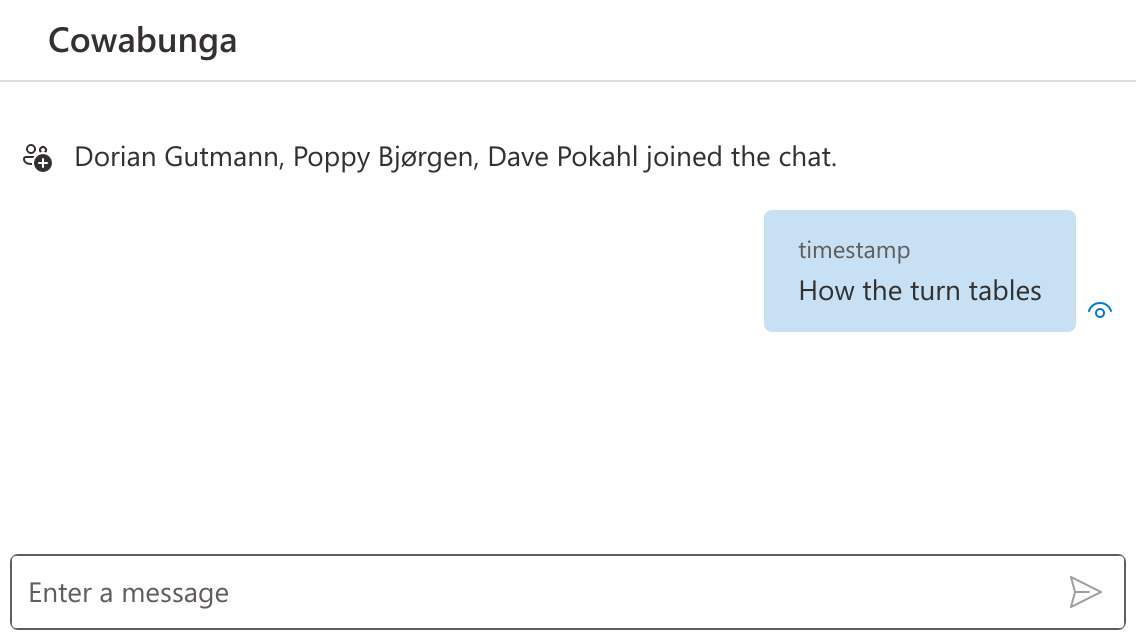 Cowabunga
Dorian Gutmann, Poppy Bjørgen, Dave Pokahl joined the chat.
timestamp
How the turn tables
Enter a message